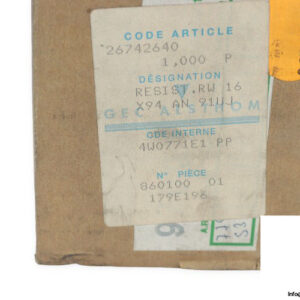 CODE ARTICLE
26742640
1,000 P
DÉSIGNATION
RESIST.RW 16
X94 AN 91UJ
GEC ALSTHOM
CDE INTERNE
4W0771E1 PP
N° PIÈCE
860100 01
179E196